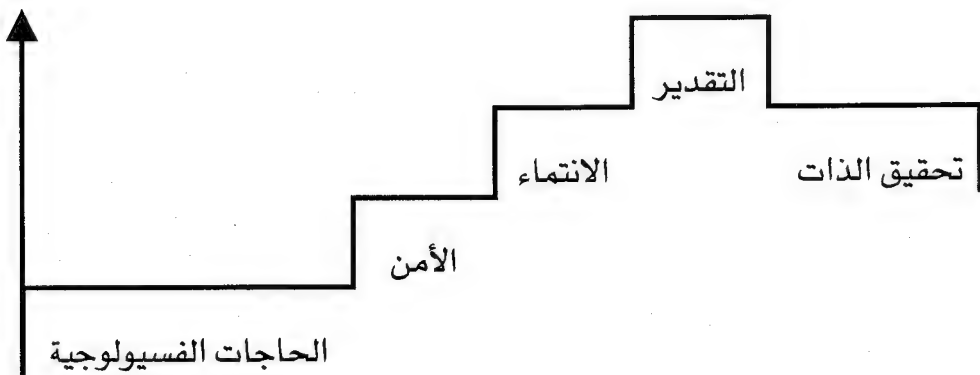 التقدير
الانتماء
تحقيق الذات
الأمن
الحاجات الفسيولوجية